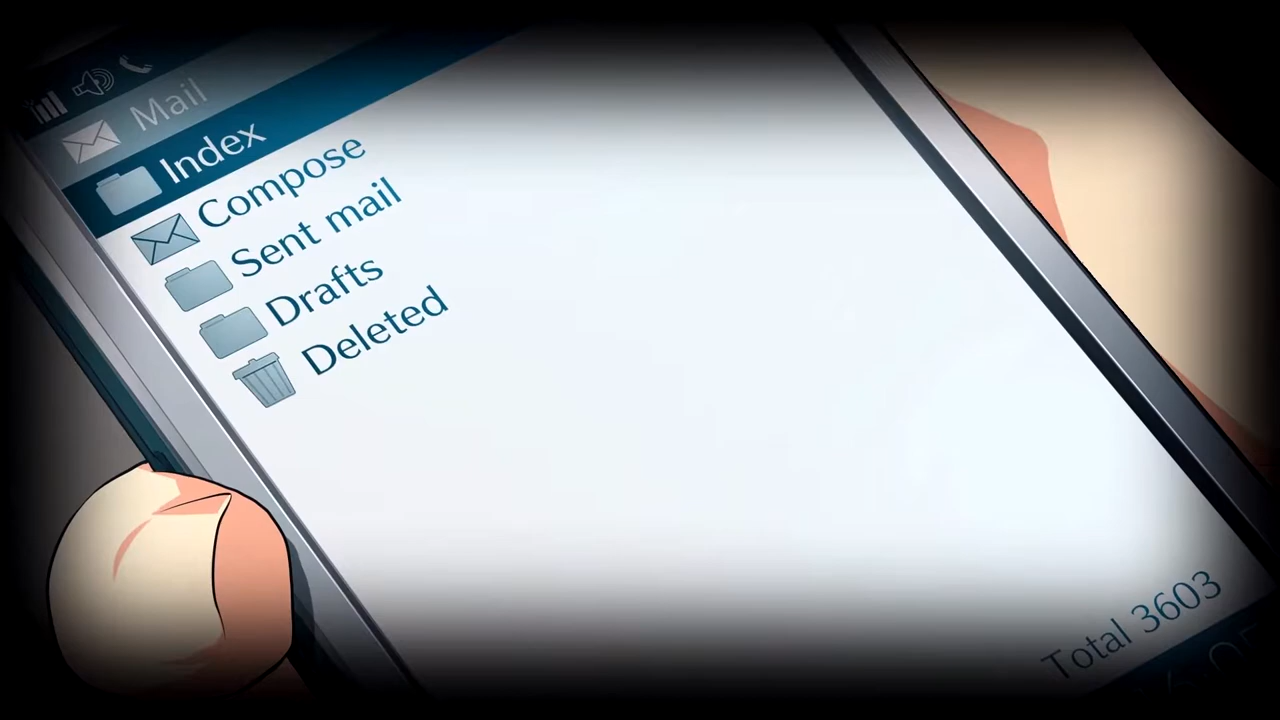 Mail
Index
Compose
Sent mail
Drafts
Deleted
Total 3603